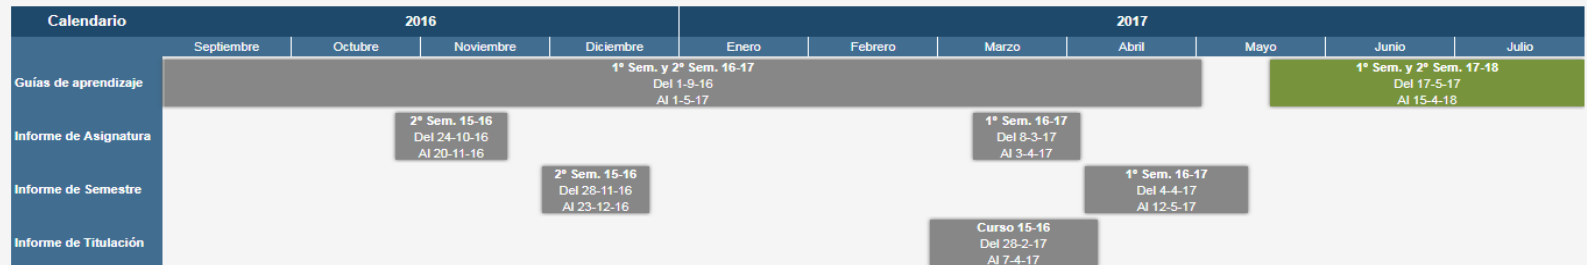 Calendario 2016 2017
Septiembre Octubre Noviembre Diciembre Enero Febrero Marzo Abril Mayo Junio Julio
Guías de aprendizaje
1º Sem. y 2º Sem. 16-17
Del 1-9-16
Al 1-5-17
1º Sem. y 2º Sem. 17-18
Del 17-5-17
Al 15-4-18
Informe de Asignatura
2º Sem. 15-16
Del 24-10-16
Al 20-11-16
1º Sem. 16-17
Del 8-3-17
Al 3-4-17
Informe de Semestre
2º Sem. 15-16
Del 28-11-16
Al 23-12-16
1º Sem. 16-17
Del 4-4-17
Al 12-5-17
Informe de Titulación
Curso 15-16
Del 28-2-17
Al 7-4-17